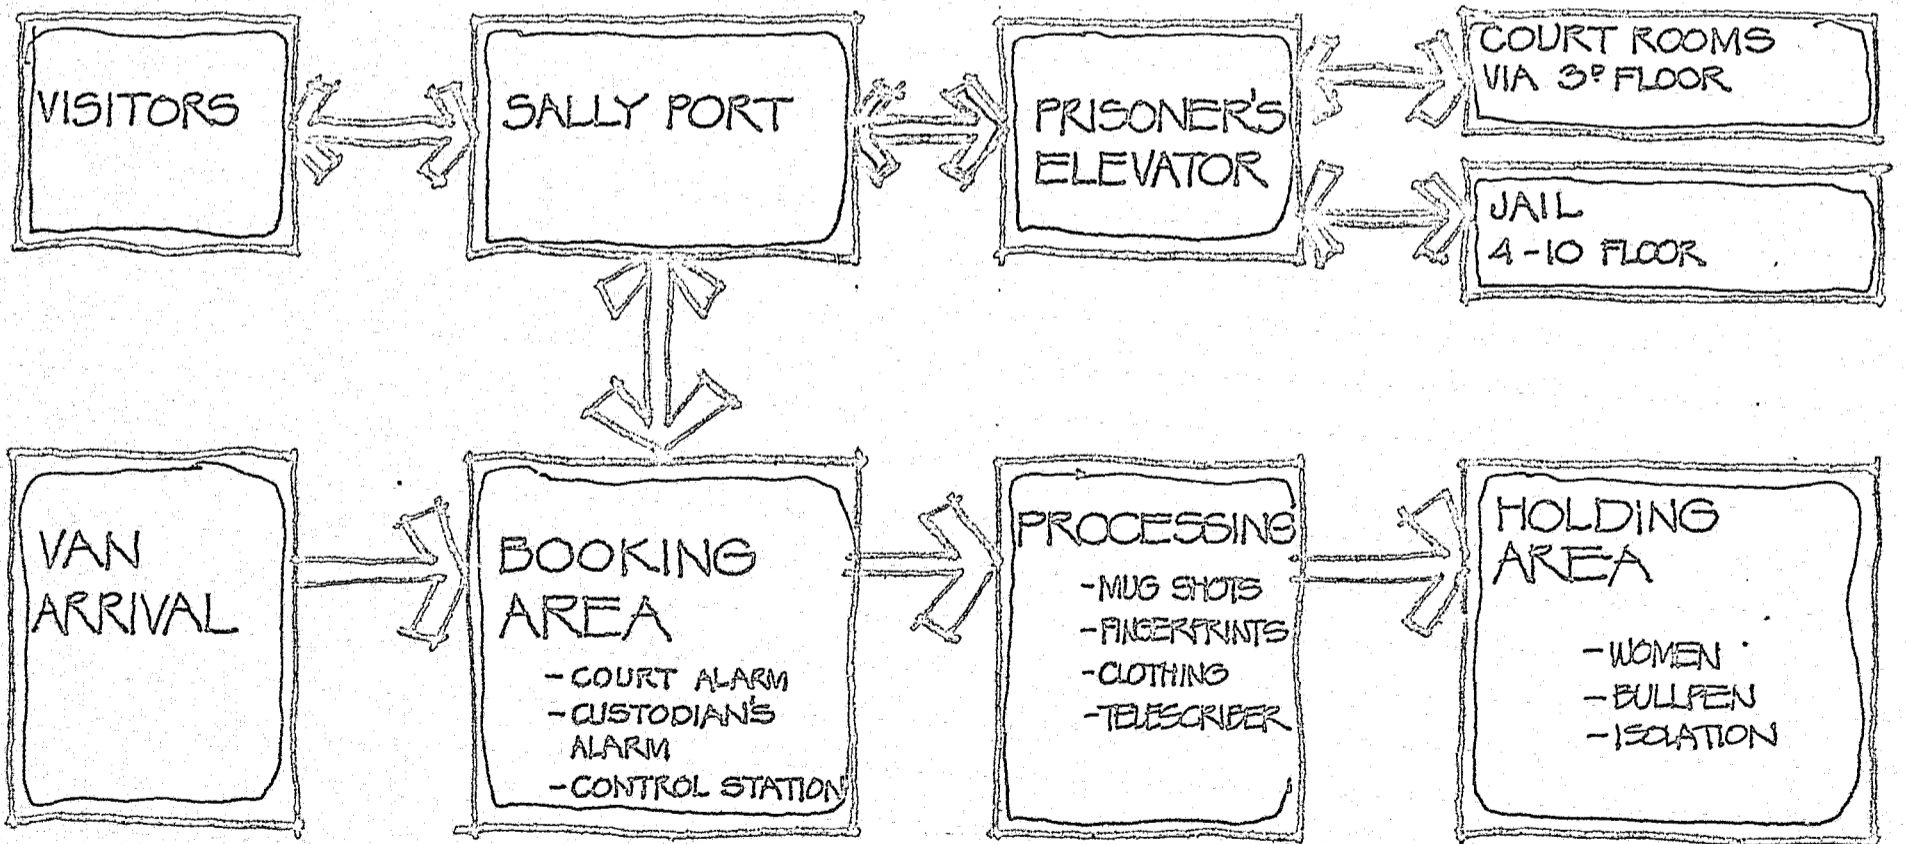 VISITORS
SALLY PORT
PRISONER'S
ELEVATOR
COURT ROOMS
VIA 3D FLOOR
JAIL
4-10 FLOOR
VAN
ARRIVAL
BOOKING
AREA
- COURT ALARM
- CUSTODIAN'S
ALARM
- CONTROL STATION
PROCESSING
- MUG SHOTS
- FINGERPRINTS
- CLOTHING
- TELESCRIBER
HOLDING
AREA
- WOMEN
- BULLPEN
- ISOLATION